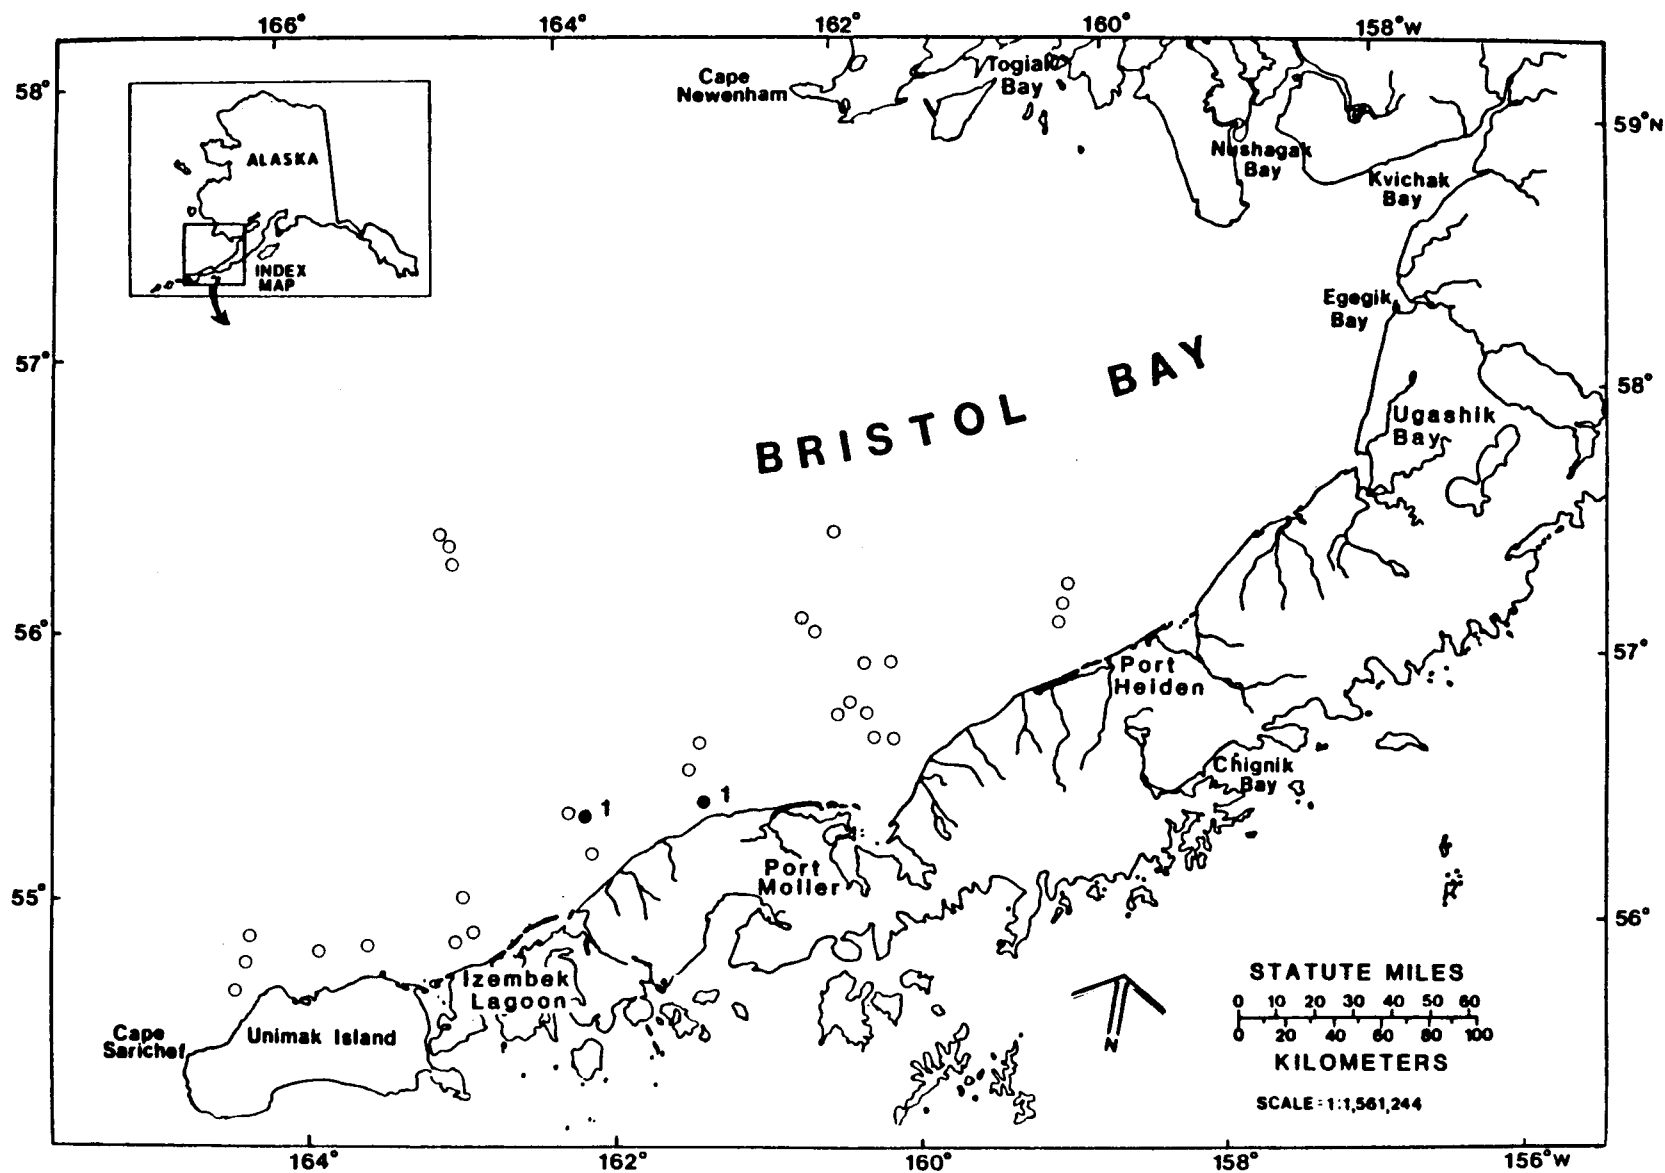 166°
164°
162°
160°
158°W
58°
57°
56°
55°
59°N
58°
57°
56°
164°
162°
160°
158°
156°W
ALASKA
INDEX
MAP
Cape
Newenham
Togiak
Bay
Nushagak
Bay
Kvichak
Bay
Egegik
Bay
BRISTOL BAY
Ugashik
Bay
Port
Heiden
Chignik
Bay
1
1
Port
Moller
Izembek
Lagoon
Unimak Island
Cape
Sarichef
N
STATUTE MILES
0 10 20 30 40 50 60
0 20 40 60 80 100
KILOMETERS
SCALE = 1:1,561,244